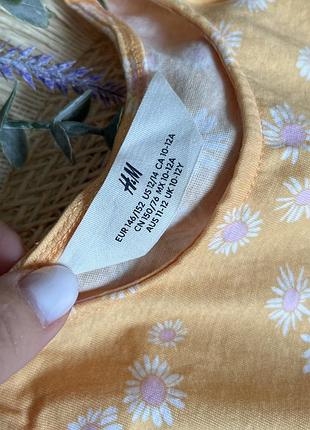 H&M
EUR 146/152 US 12/14 CA 10-12A
CN 150/76 MX 10-12A
AUS 11-12 UK 10-12Y